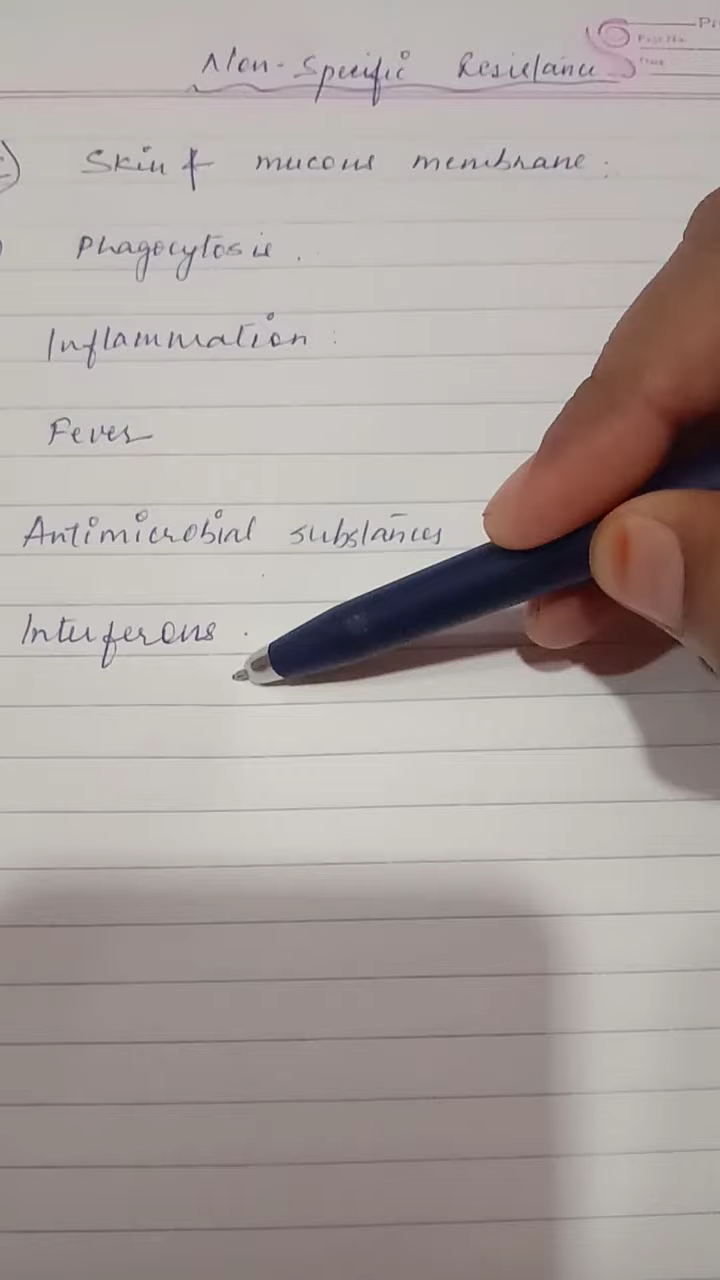 Non-Specific Resistance
Skin & mucous membrane :
Phagocytosis .
Inflammation :
Fever
Antimicrobial substances
Interferons .